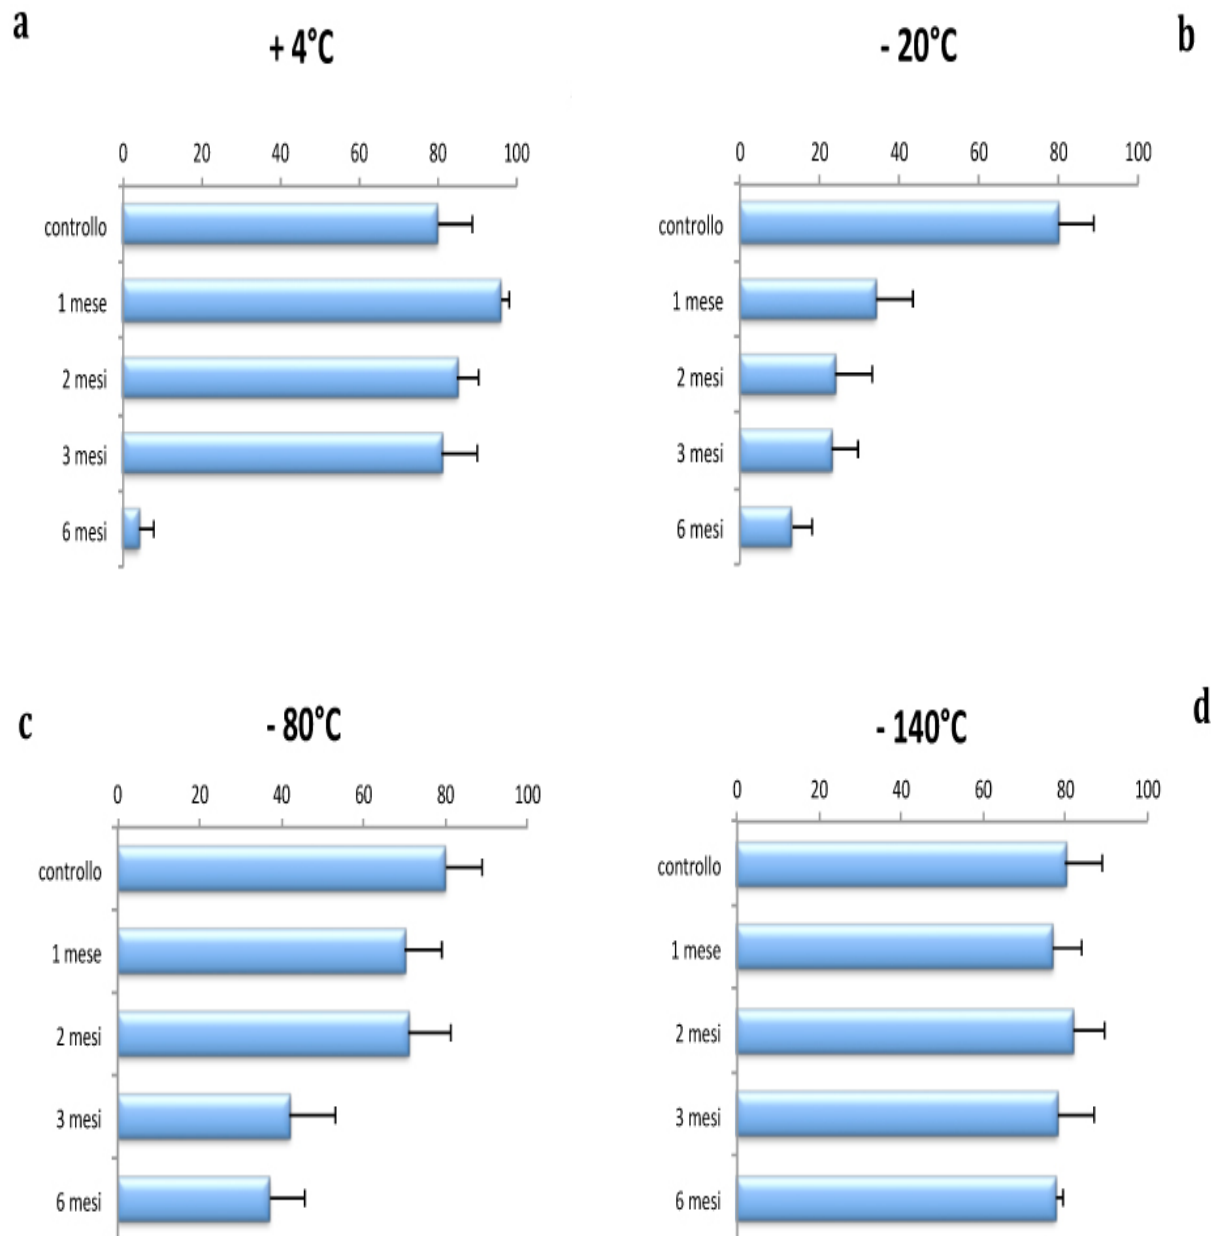 a
+ 4°C
0 20 40 60 80 100
controllo
1 mese
2 mesi
3 mesi
6 mesi
b
- 20°C
0 20 40 60 80 100
controllo
1 mese
2 mesi
3 mesi
6 mesi
c
- 80°C
0 20 40 60 80 100
controllo
1 mese
2 mesi
3 mesi
6 mesi
d
- 140°C
0 20 40 60 80 100
controllo
1 mese
2 mesi
3 mesi
6 mesi